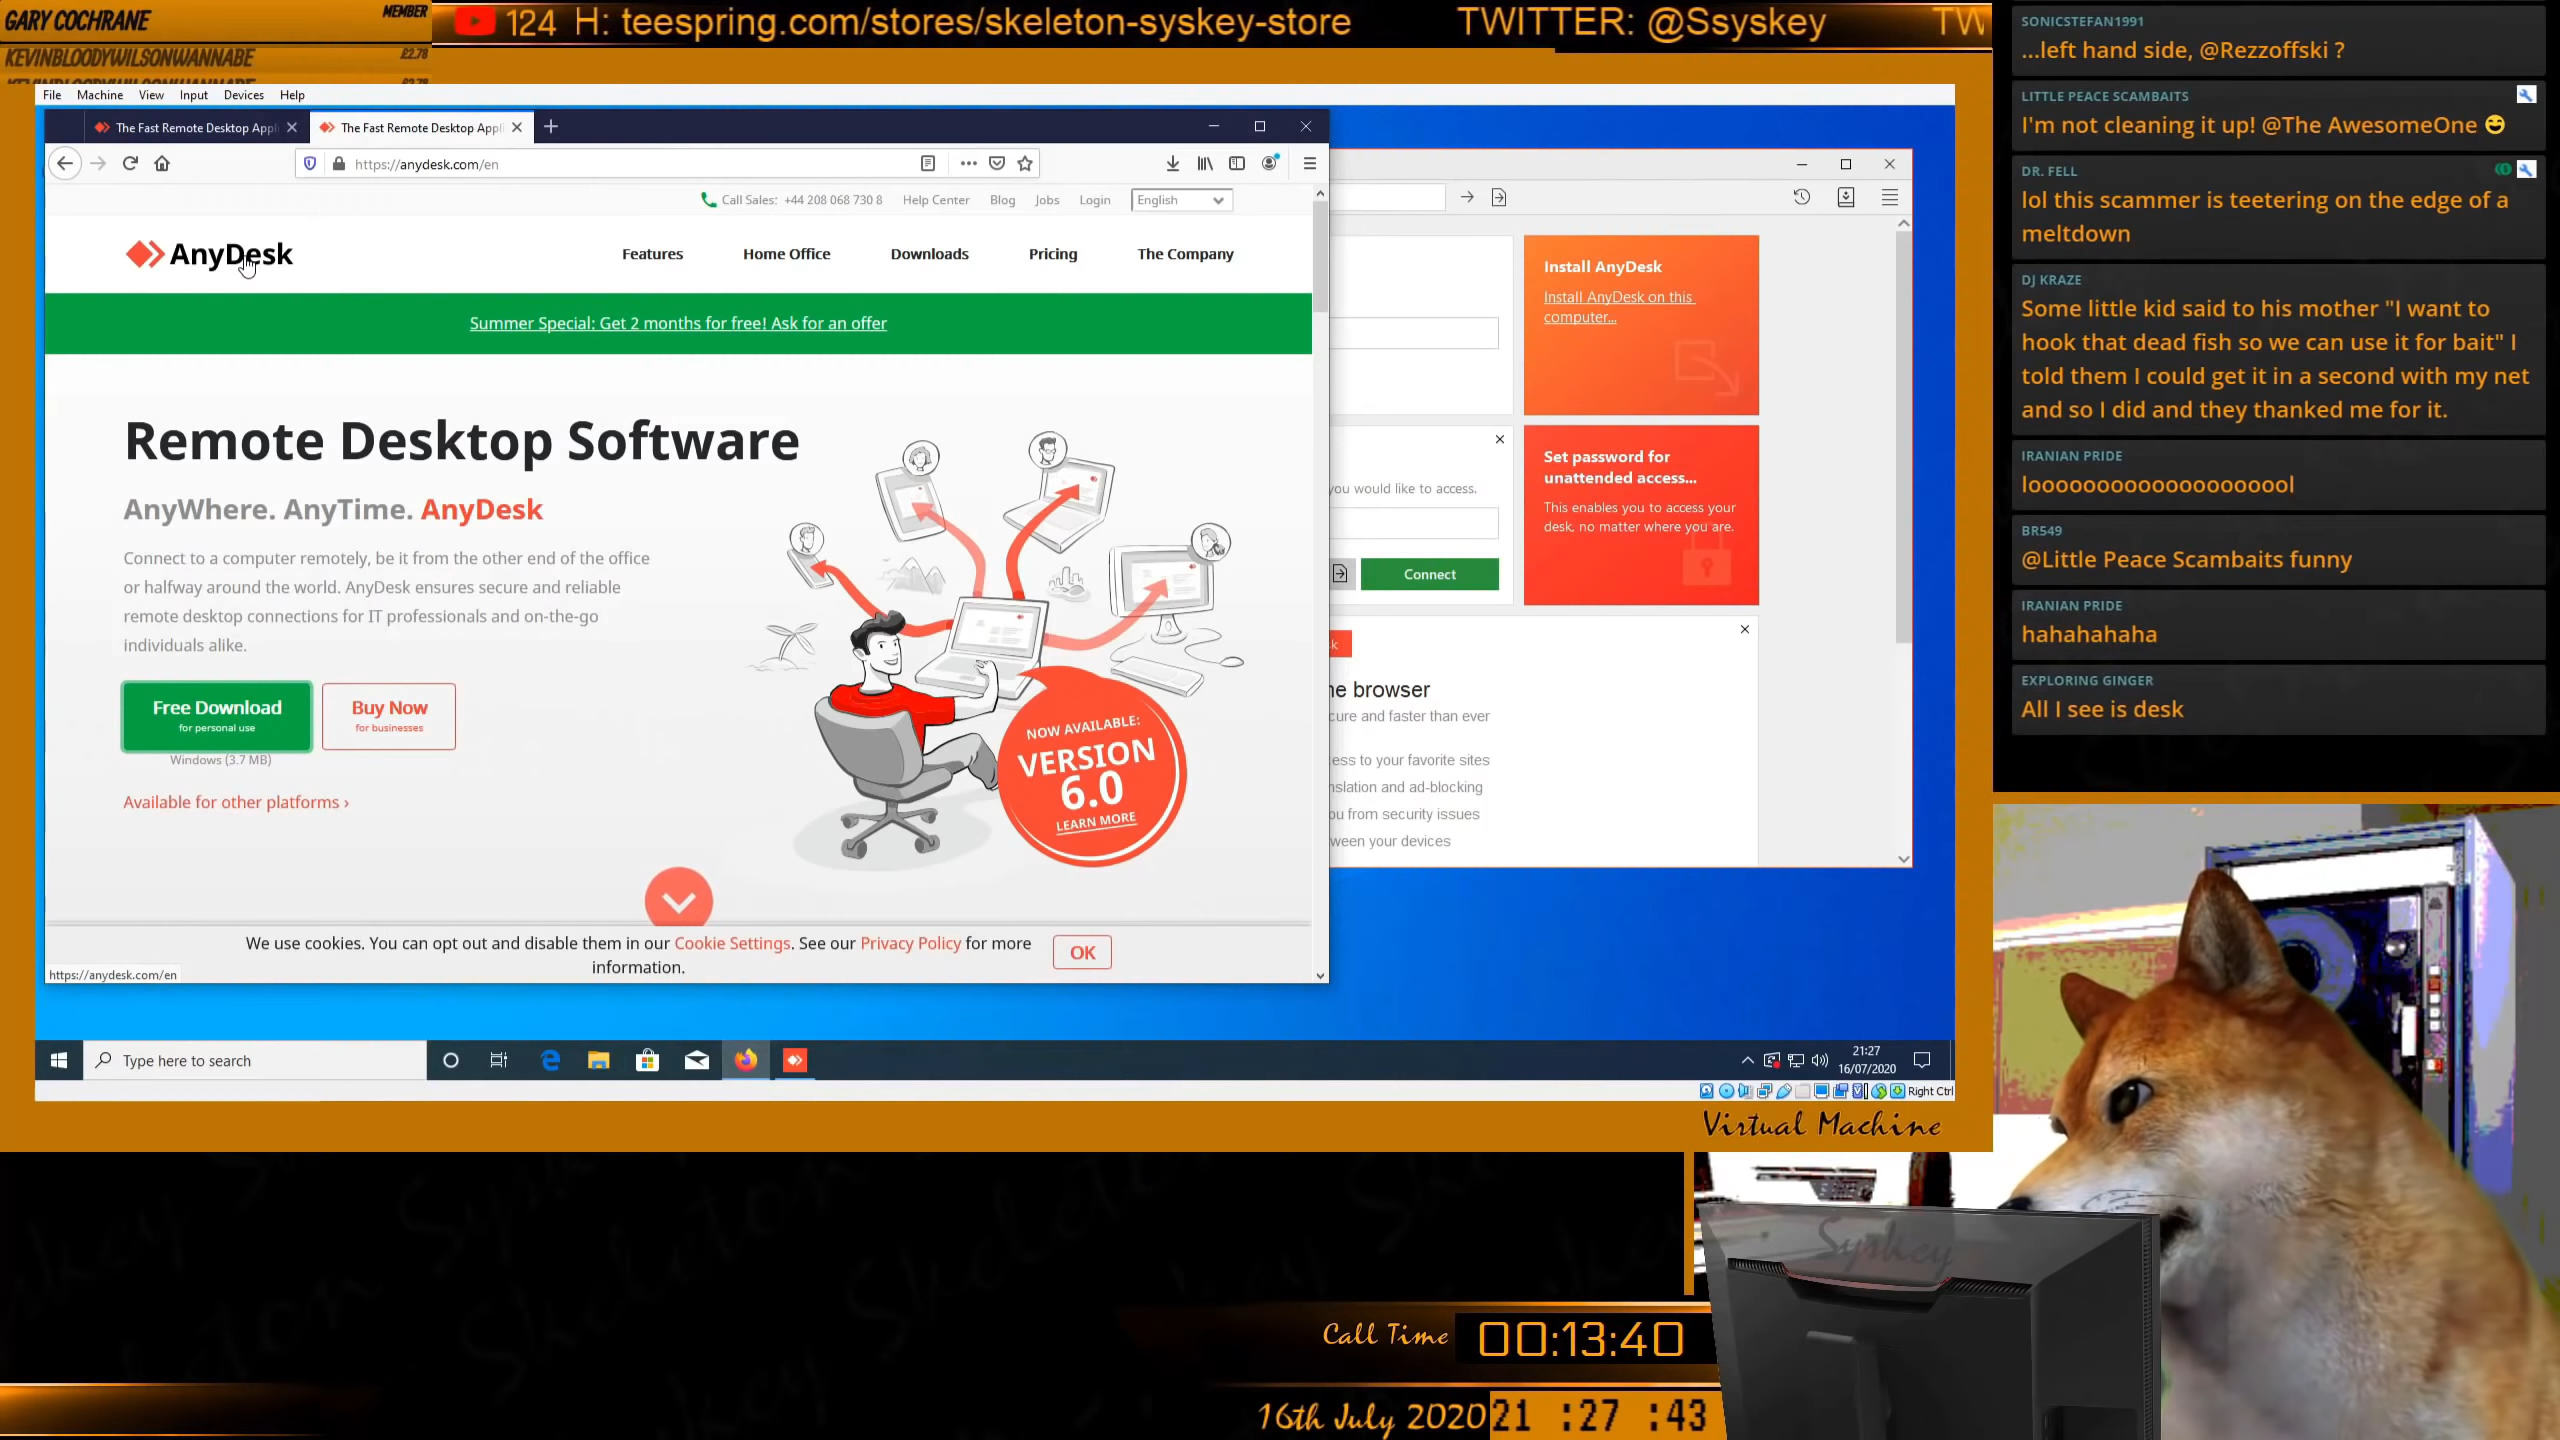 GARY COCHRANE MEMBER
KEVINBLOODYWILSONWANNABE £2.78
124 H: teespring.com/stores/skeleton-syskey-store TWITTER: @Ssyskey TW
File Machine View Input Devices Help
The Fast Remote Desktop Appl The Fast Remote Desktop Appli
https://anydesk.com/en
Call Sales: +44 208 068 730 8 Help Center Blog Jobs Login English
AnyDesk Features Home Office Downloads Pricing The Company
Summer Special: Get 2 months for free! Ask for an offer
Remote Desktop Software
AnyWhere. AnyTime. AnyDesk
Connect to a computer remotely, be it from the other end of the office
or halfway around the world. AnyDesk ensures secure and reliable
remote desktop connections for IT professionals and on-the-go
individuals alike.
Free Download
for personal use
Buy Now
for businesses
Windows (3.7 MB)
Available for other platforms ›
NOW AVAILABLE:
VERSION
6.0
LEARN MORE
We use cookies. You can opt out and disable them in our Cookie Settings. See our Privacy Policy for more
information.
OK
https://anydesk.com/en
Install AnyDesk
Install AnyDesk on this
computer...
you would like to access.
Connect
Set password for
unattended access...
This enables you to access your
desk, no matter where you are.
sk
ne browser
cure and faster than ever
ess to your favorite sites
nslation and ad-blocking
ou from security issues
ween your devices
Type here to search
21:27
16/07/2020
Right Ctrl
Virtual Machine
SONICSTEFAN1991
...left hand side, @Rezzoffski ?
LITTLE PEACE SCAMBAITS
I'm not cleaning it up! @The AwesomeOne
DR. FELL
lol this scammer is teetering on the edge of a
meltdown
DJ KRAZE
Some little kid said to his mother "I want to
hook that dead fish so we can use it for bait" I
told them I could get it in a second with my net
and so I did and they thanked me for it.
IRANIAN PRIDE
looooooooooooooooool
BR549
@Little Peace Scambaits funny
IRANIAN PRIDE
hahahahaha
EXPLORING GINGER
All I see is desk
Syskey
Call Time 00:13:40
16th July 2020 21 :27 :43